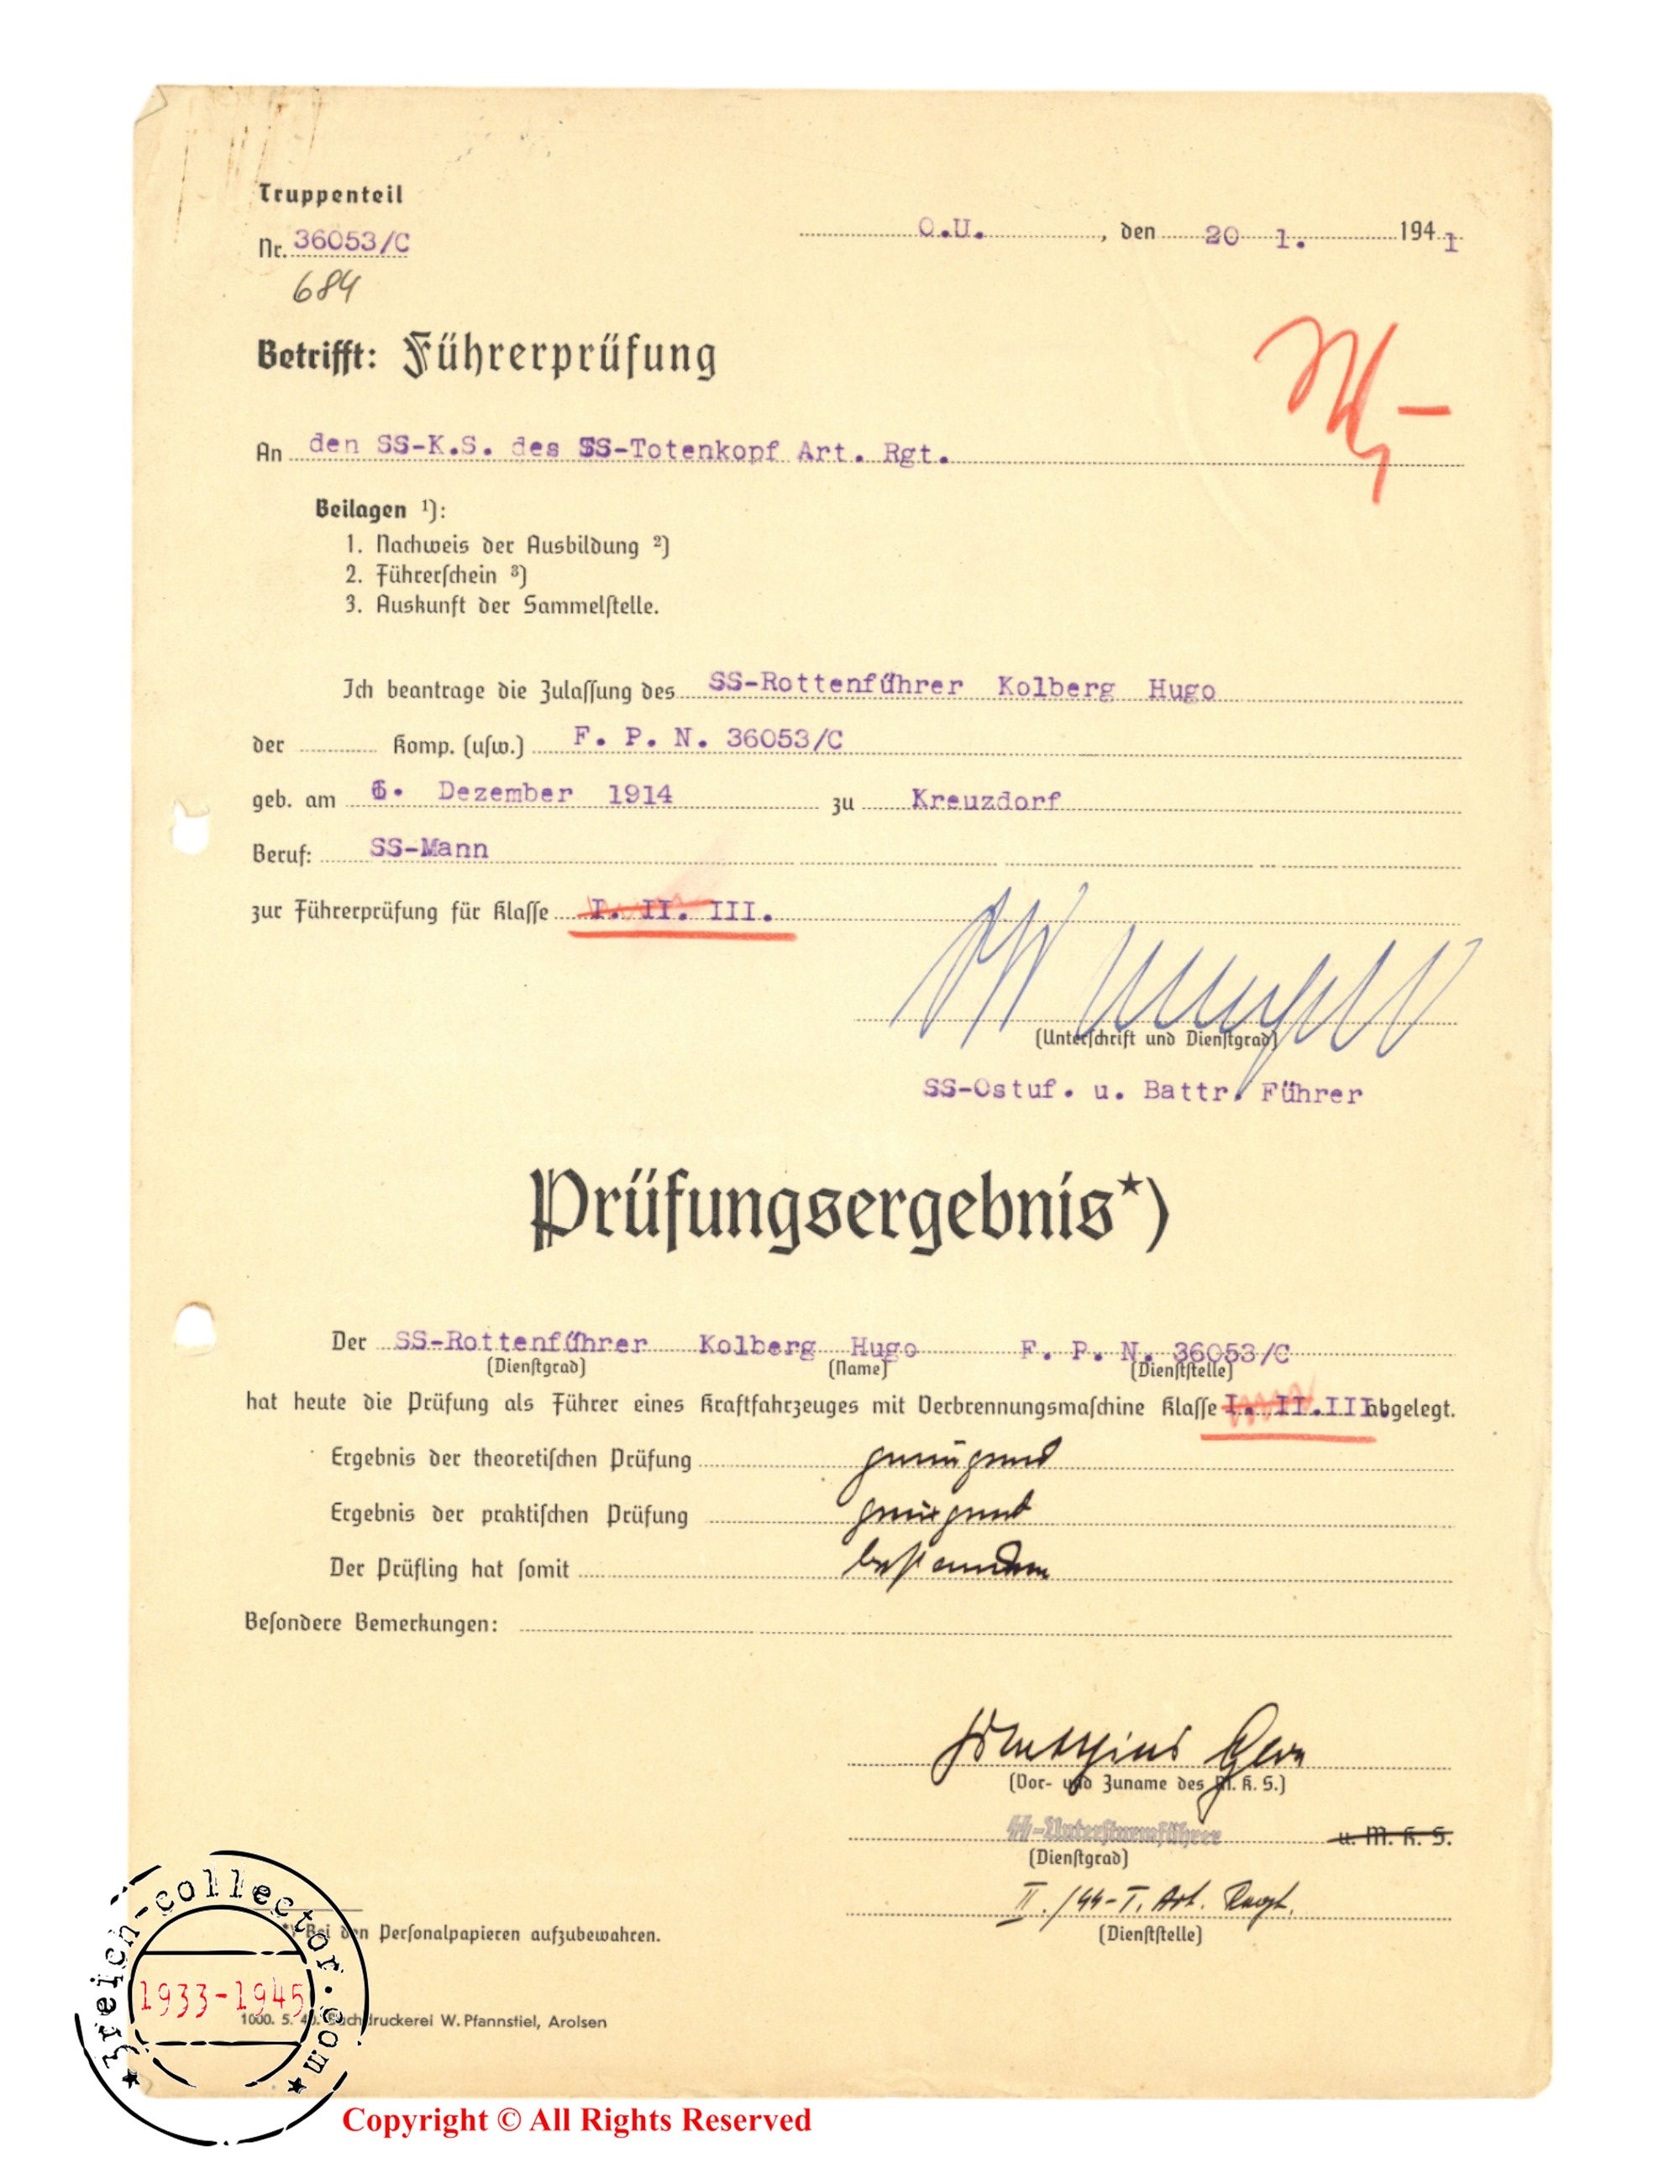 Truppenteil
Nr. 36053/C
O.U. , den 20 1. 1941
684
Betrifft: Führerprüfung
An den SS-K.S. des SS-Totenkopf Art. Rgt.
Beilagen ¹):
1. Nachweis der Ausbildung ²)
2. Führerschein ³)
3. Auskunft der Sammelstelle.
Ich beantrage die Zulassung des SS-Rottenführer Kolberg Hugo
der Komp. (usw.) F. P. N. 36053/C
geb. am 6. Dezember 1914 zu Kreuzdorf
Beruf: SS-Mann
zur Führerprüfung für Klasse I. II. III.
(Unterschrift und Dienstgrad)
SS-Ostuf. u. Battr. Führer
Prüfungsergebnis*)
Der SS-Rottenführer Kolberg Hugo F. P. N. 36053/C
(Dienstgrad) (Name) (Dienststelle)
hat heute die Prüfung als Führer eines Kraftfahrzeuges mit Verbrennungsmaschine Klasse I. II.III. abgelegt.
Ergebnis der theoretischen Prüfung genügend
Ergebnis der praktischen Prüfung genügend
Der Prüfling hat somit bestanden
Besondere Bemerkungen:
(Vor- und Zuname des M. K. S.)
SS-Untersturmführer u. M. K. S.
(Dienstgrad)
II./SS-T. Art. Regt.
(Dienststelle)
*) Bei den Personalpapieren aufzubewahren.
1000. 5. 40. Buchdruckerei W. Pfannstiel, Arolsen
3reich-collector.com
1933-1945
Copyright © All Rights Reserved